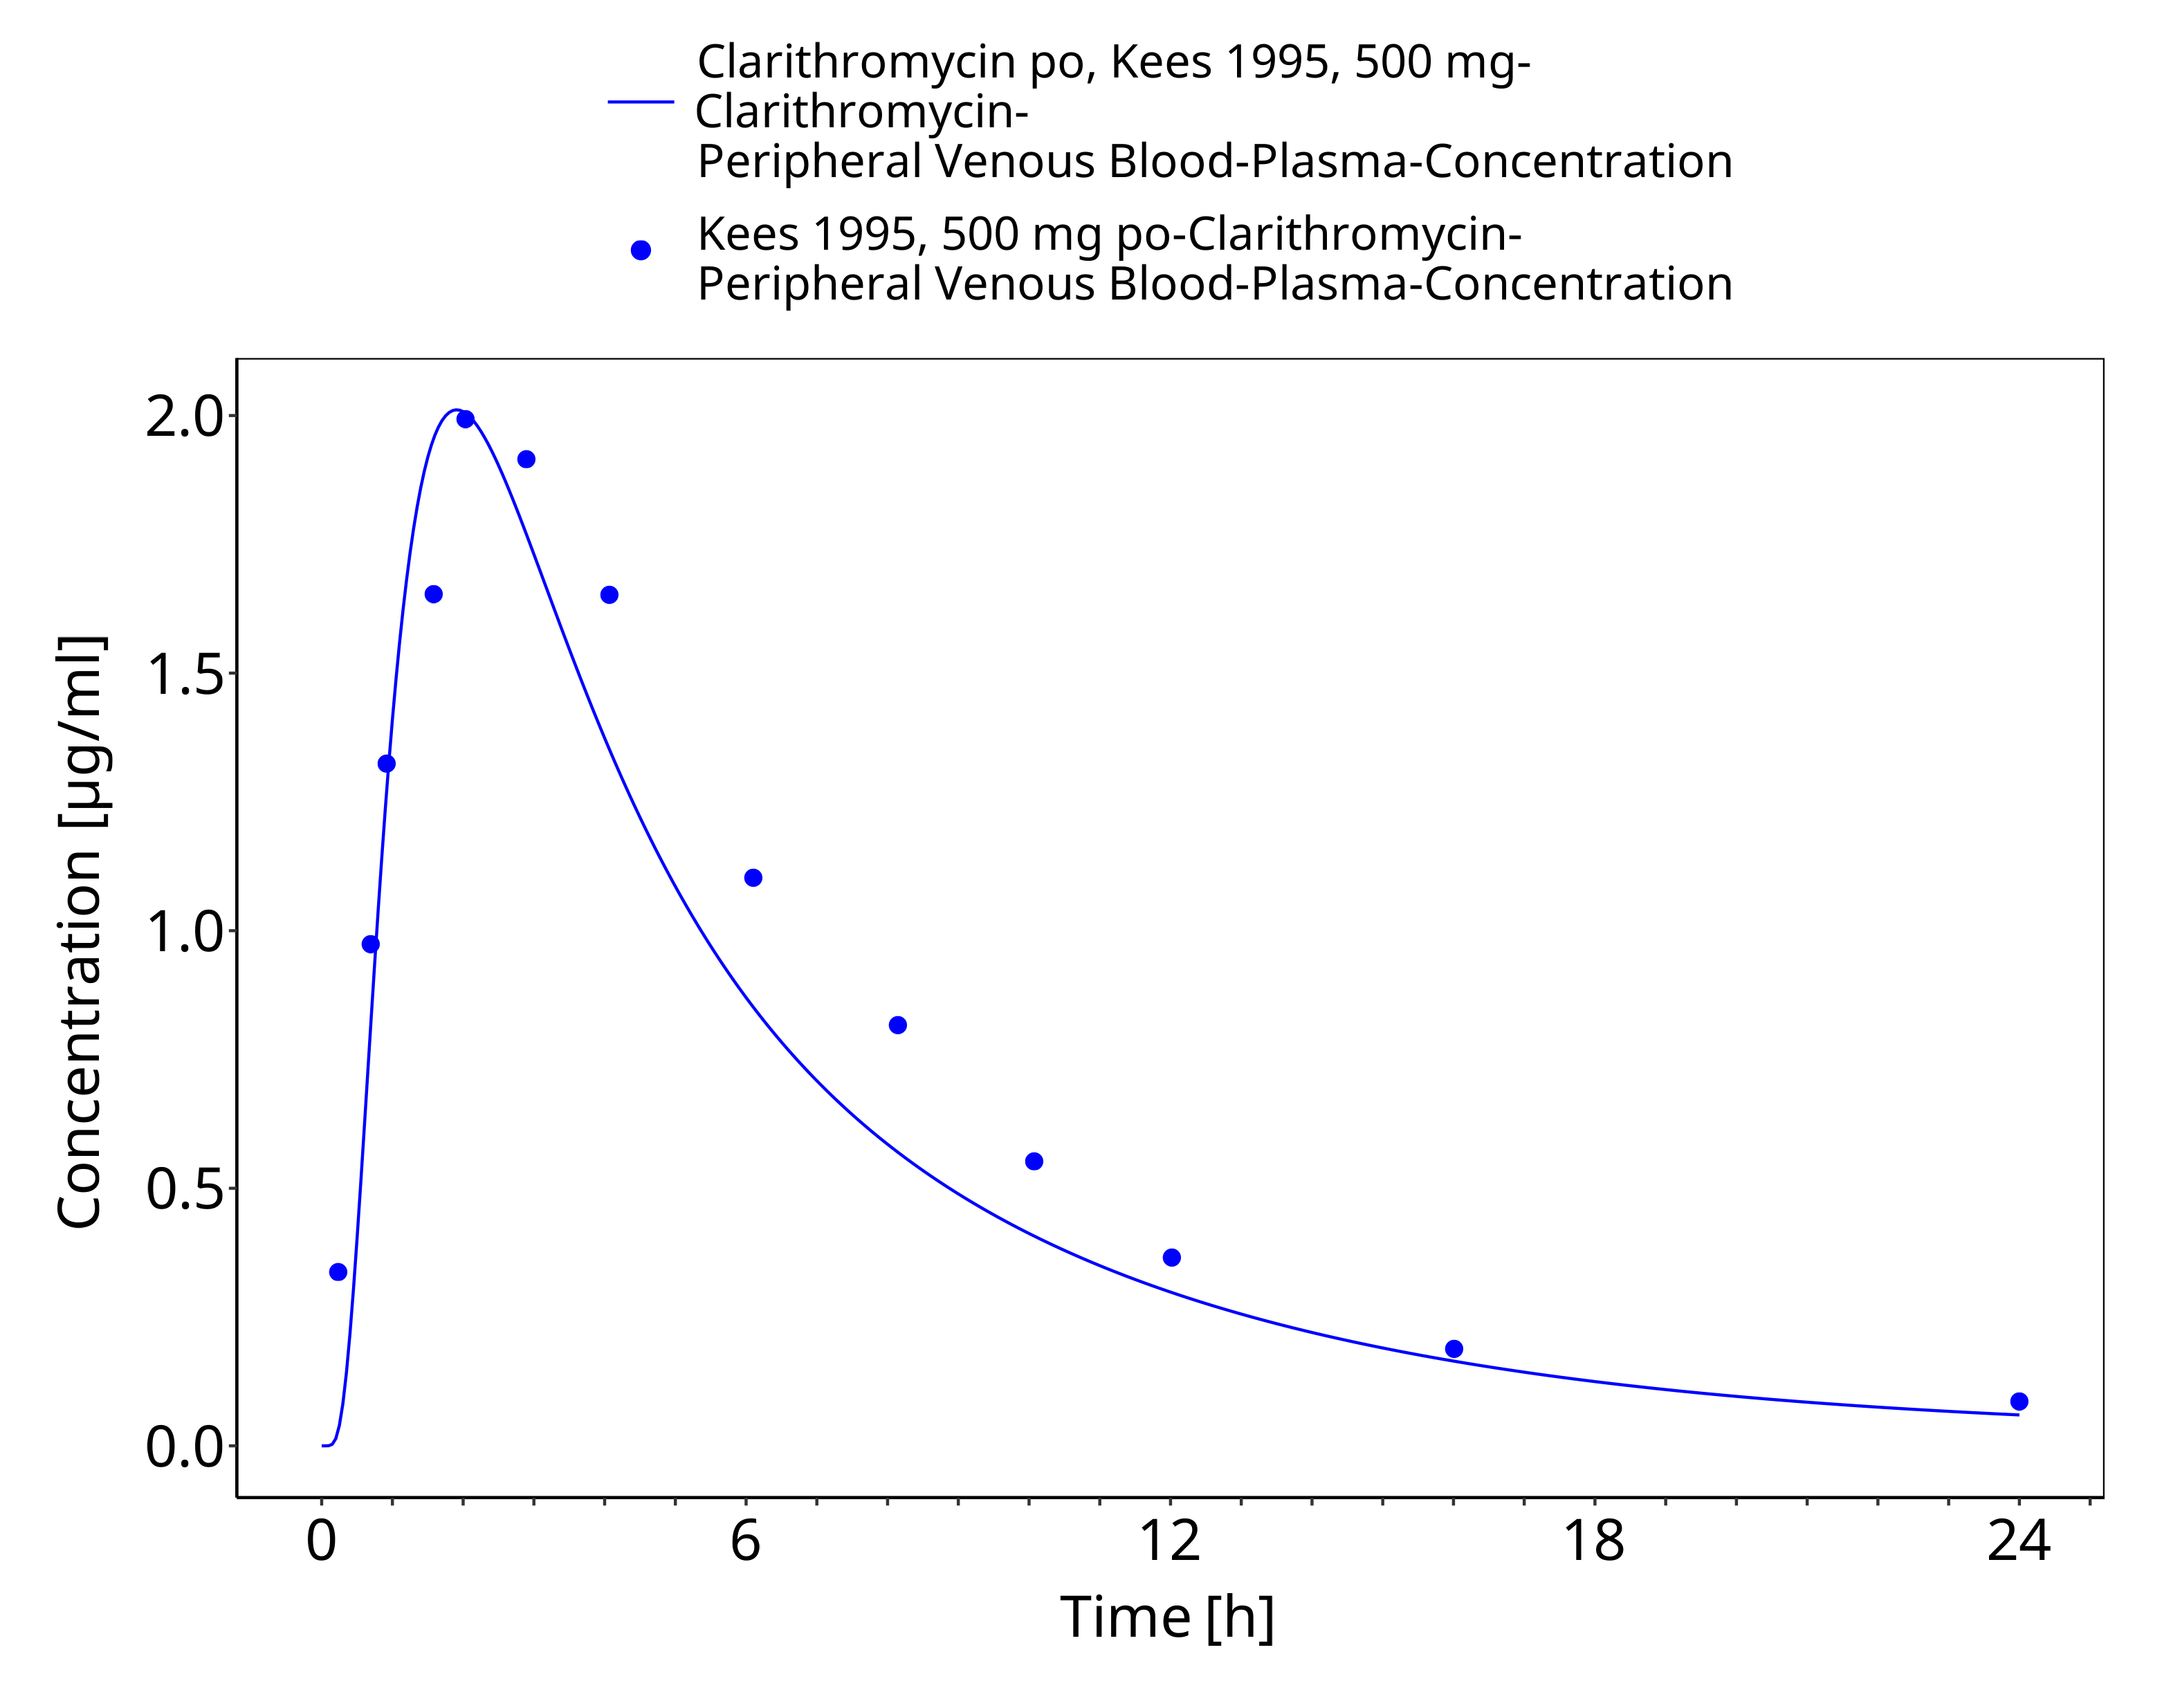 Clarithromycin po, Kees 1995, 500 mg-
Clarithromycin-
Peripheral Venous Blood-Plasma-Concentration
Kees 1995, 500 mg po-Clarithromycin-
Peripheral Venous Blood-Plasma-Concentration
Concentration [µg/ml]
2.0
1.5
1.0
0.5
0.0
0 6 12 18 24
Time [h]